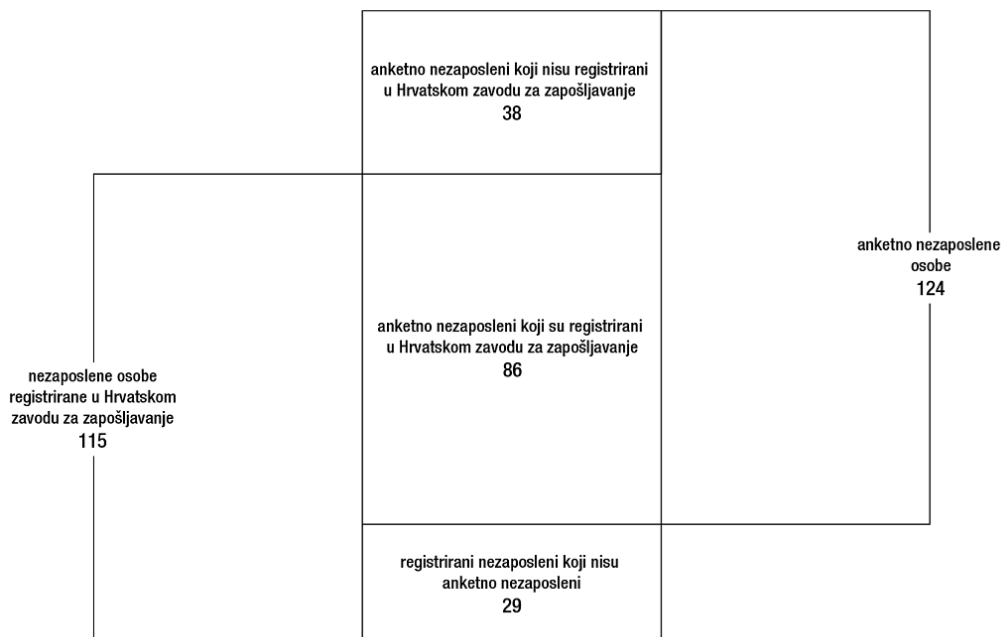 anketno nezaposleni koji nisu registrirani
u Hrvatskom zavodu za zapošljavanje
38
anketno nezaposlene
osobe
124
anketno nezaposleni koji su registrirani
u Hrvatskom zavodu za zapošljavanje
86
nezaposlene osobe
registrirane u Hrvatskom
zavodu za zapošljavanje
115
registrirani nezaposleni koji nisu
anketno nezaposleni
29